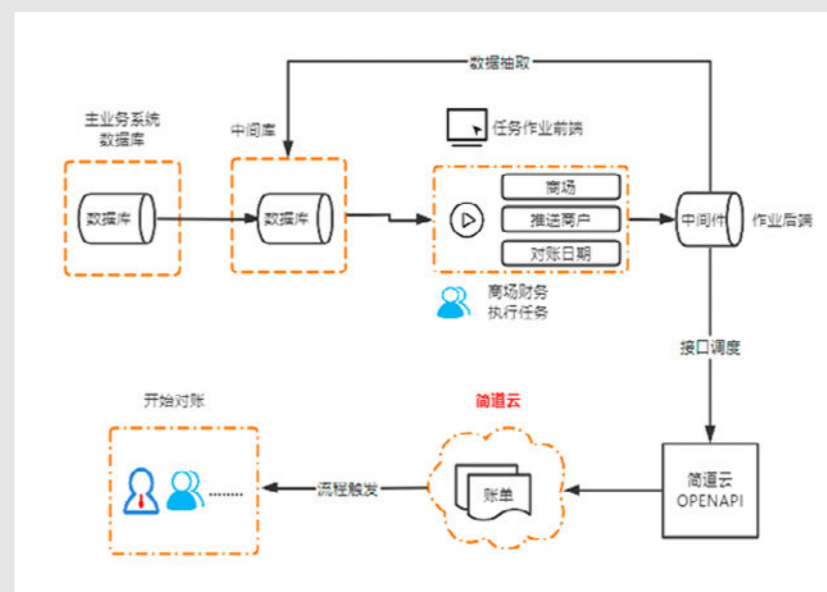 数据抽取
主业务系统
数据库
中间库
任务作业前端
数据库
数据库
商场
推送商户
对账日期
中间件
作业后端
商场财务
执行任务
接口调度
开始对账
简道云
流程触发
账单
简道云
OPENAPI
........